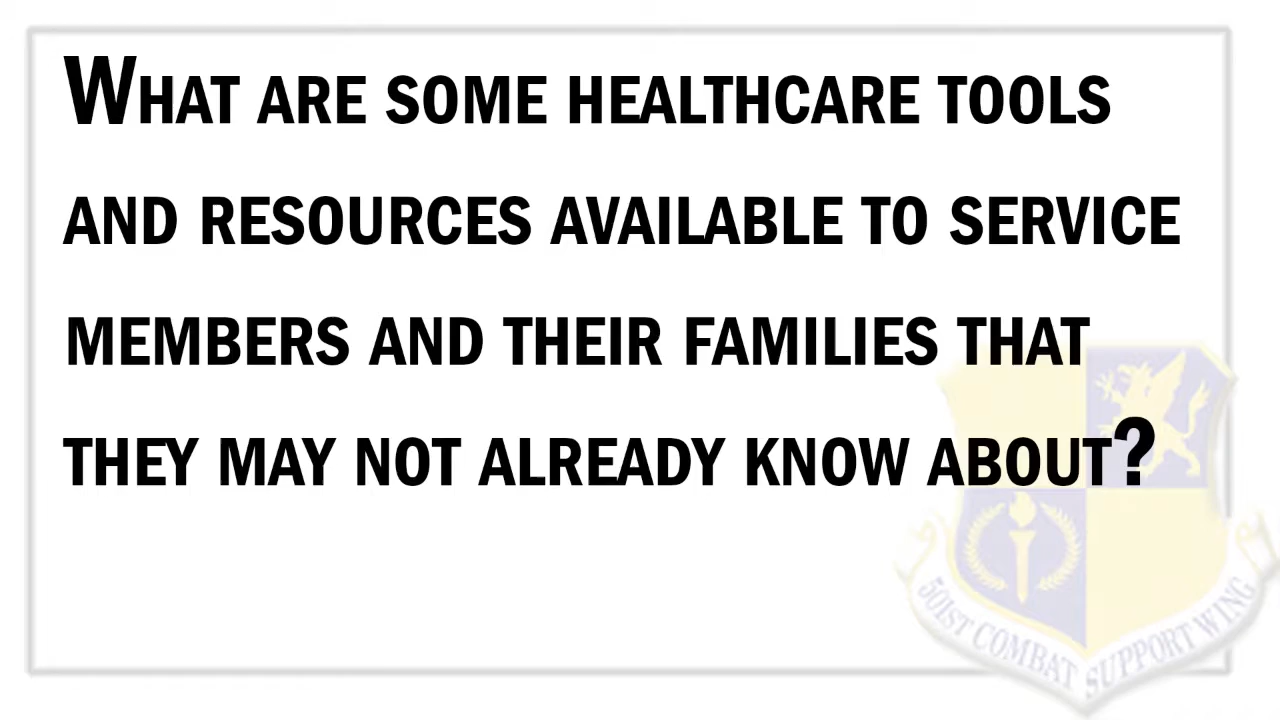 What are some healthcare tools
and resources available to service
members and their families that
they may not already know about?
501ST COMBAT SUPPORT WING